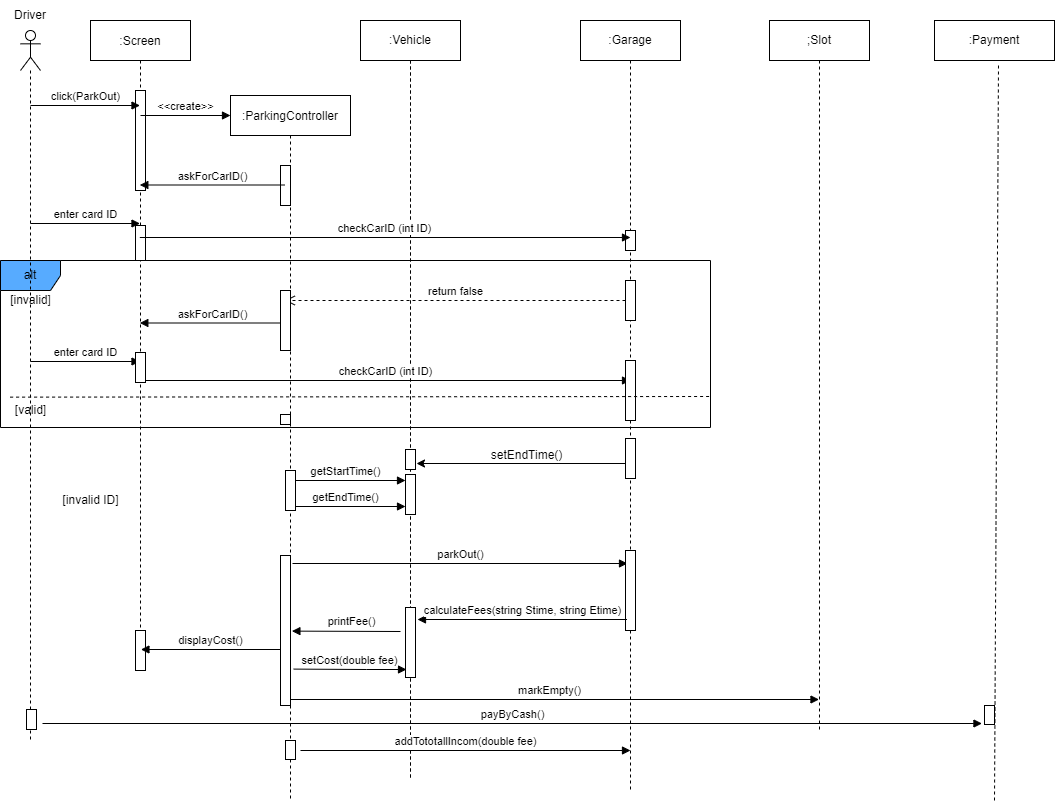 Driver
:Screen
:Vehicle
:Garage
;Slot
:Payment
click(ParkOut)
<<create>>
:ParkingController
askForCarID()
enter card ID
checkCarID (int ID)
alt
[invalid]
return false
askForCarID()
enter card ID
checkCarID (int ID)
[valid]
setEndTime()
getStartTime()
getEndTime()
[invalid ID]
parkOut()
calculateFees(string Stime, string Etime)
printFee()
displayCost()
setCost(double fee)
markEmpty()
payByCash()
addTototallIncom(double fee)